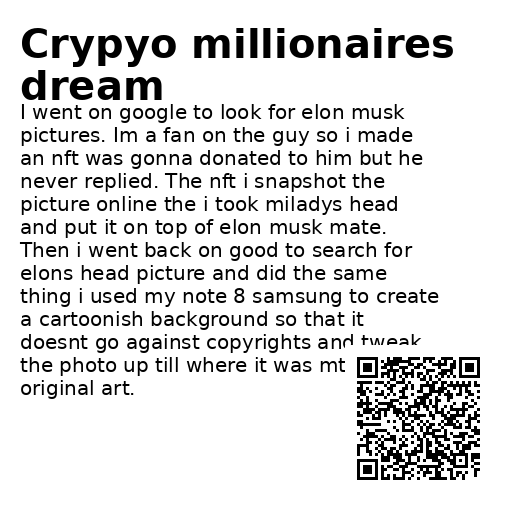 Crypyo millionaires
dream
I went on google to look for elon musk
pictures. Im a fan on the guy so i made
an nft was gonna donated to him but he
never replied. The nft i snapshot the
picture online the i took miladys head
and put it on top of elon musk mate.
Then i went back on good to search for
elons head picture and did the same
thing i used my note 8 samsung to create
a cartoonish background so that it
doesnt go against copyrights and tweak
the photo up till where it was mt
original art.